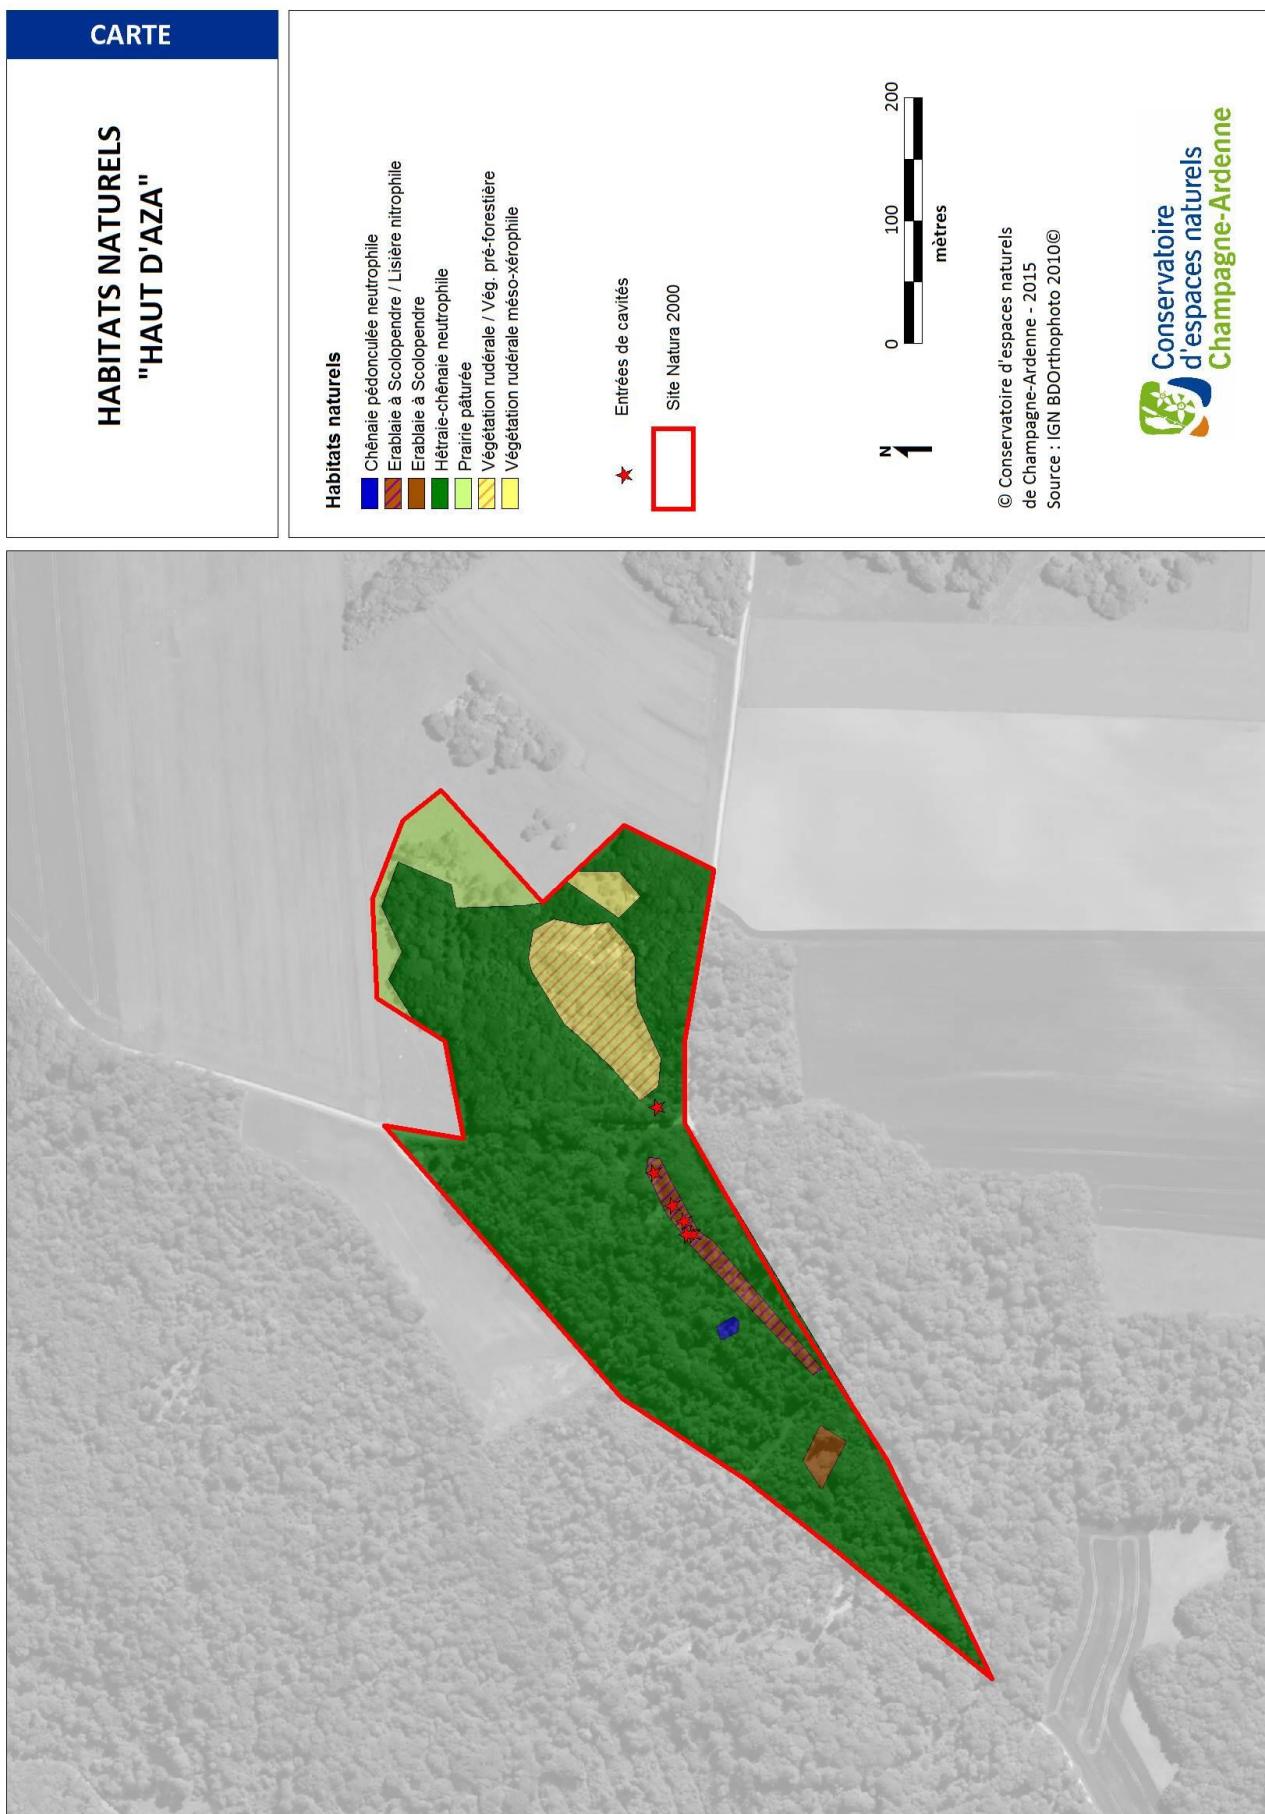 CARTE
HABITATS NATURELS
"HAUT D'AZA"
Habitats naturels
Chênaie pédonculée neutrophile
Erablaie à Scolopendre / Lisière nitrophile
Erablaie à Scolopendre
Hêtraie-chênaie neutrophile
Prairie pâturée
Végétation rudérale / Vég. pré-forestière
Végétation rudérale méso-xérophile
Entrées de cavités
Site Natura 2000
N
0 100 200
mètres
© Conservatoire d'espaces naturels
de Champagne-Ardenne - 2015
Source : IGN BDOrthophoto 2010©
Conservatoire
d'espaces naturels
Champagne-Ardenne